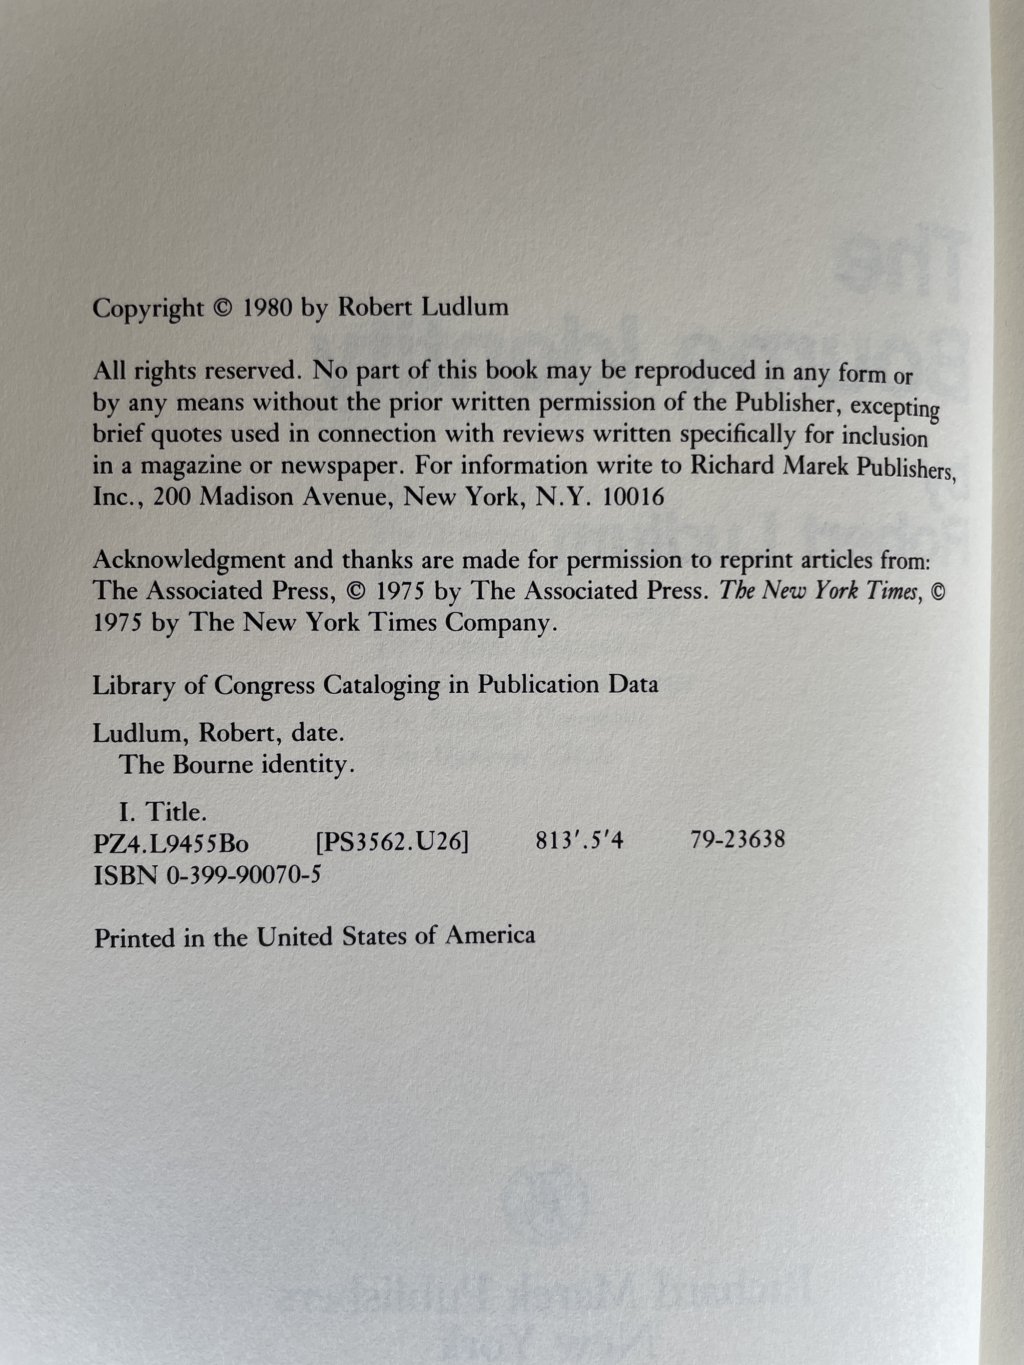 Copyright © 1980 by Robert Ludlum
All rights reserved. No part of this book may be reproduced in any form or
by any means without the prior written permission of the Publisher, excepting
brief quotes used in connection with reviews written specifically for inclusion
in a magazine or newspaper. For information write to Richard Marek Publishers,
Inc., 200 Madison Avenue, New York, N.Y. 10016
Acknowledgment and thanks are made for permission to reprint articles from:
The Associated Press, © 1975 by The Associated Press. The New York Times, ©
1975 by The New York Times Company.
Library of Congress Cataloging in Publication Data
Ludlum, Robert, date.
The Bourne identity.
I. Title.
PZ4.L9455Bo [PS3562.U26] 813'.5'4 79-23638
ISBN 0-399-90070-5
Printed in the United States of America
The
Richard Marek Publishers
New York